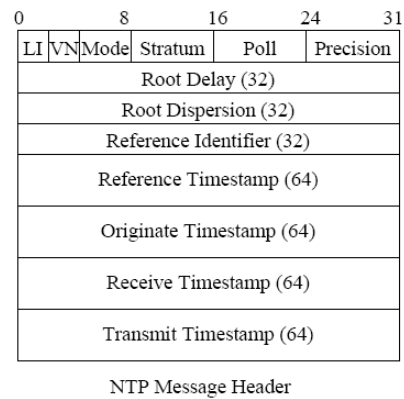 0 8 16 24 31
LI VN Mode Stratum Poll Precision
Root Delay (32)
Root Dispersion (32)
Reference Identifier (32)
Reference Timestamp (64)
Originate Timestamp (64)
Receive Timestamp (64)
Transmit Timestamp (64)
NTP Message Header